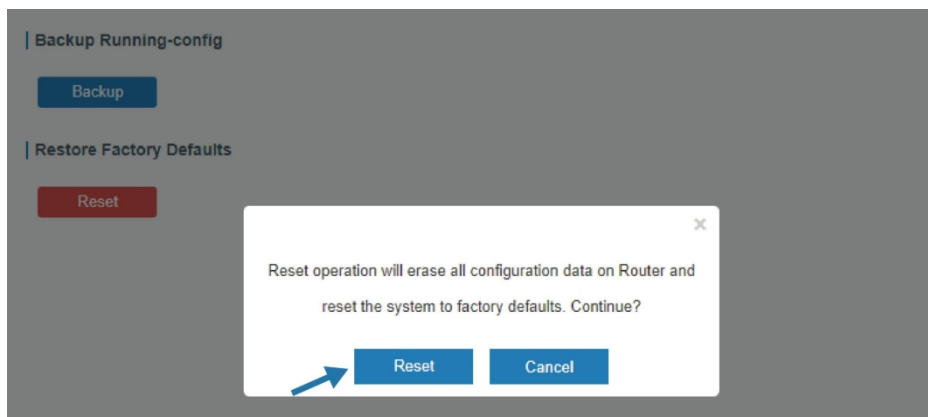 Backup Running-config
Backup
Restore Factory Defaults
Reset
×
Reset operation will erase all configuration data on Router and
reset the system to factory defaults. Continue?
Reset Cancel